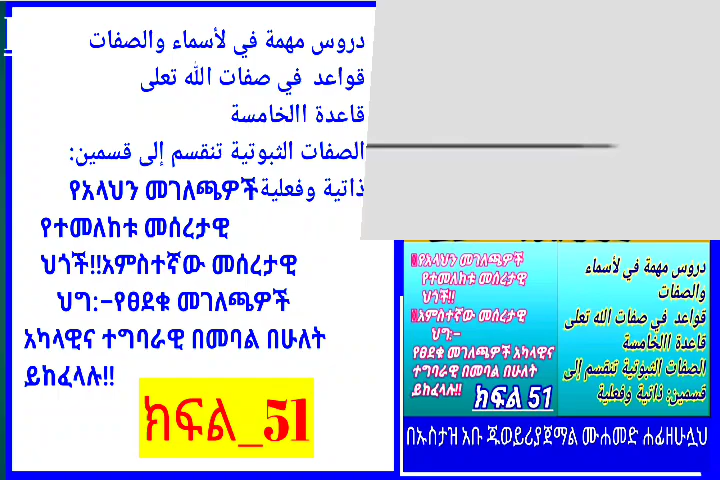 دروس مهمة في لأسماء والصفات
قواعد في صفات الله تعلى
قاعدة االخامسة
الصفات الثبوتية تنقسم إلى قسمين:
ذاتية وفعلية የአላህን መገለጫዎች
የተመለከቱ መሰረታዊ
ህጎች!!አምስተኛው መሰረታዊ
ህግ:-የፀደቁ መገለጫዎች
አካላዊና ተግባራዊ በመባል በሁለት
ይከፈላሉ!!
ክፍል_51
የአላህን መገለጫዎች
የተመለከቱ መሰረታዊ
ህጎች!!
አምስተኛው መሰረታዊ
ህግ:-
የፀደቁ መገለጫዎች አካላዊና
ተግባራዊ በመባል በሁለት
ይከፈላሉ!!
ክፍል 51
دروس مهمة في لأسماء
والصفات
قواعد في صفات الله تعلى
قاعدة االخامسة
الصفات الثبوتية تنقسم إلى
قسمين: ذاتية وفعلية
በኡስታዝ አቡ ጁወይሪያጀማል ሙሐመድ ሐፊዘሁሏህ